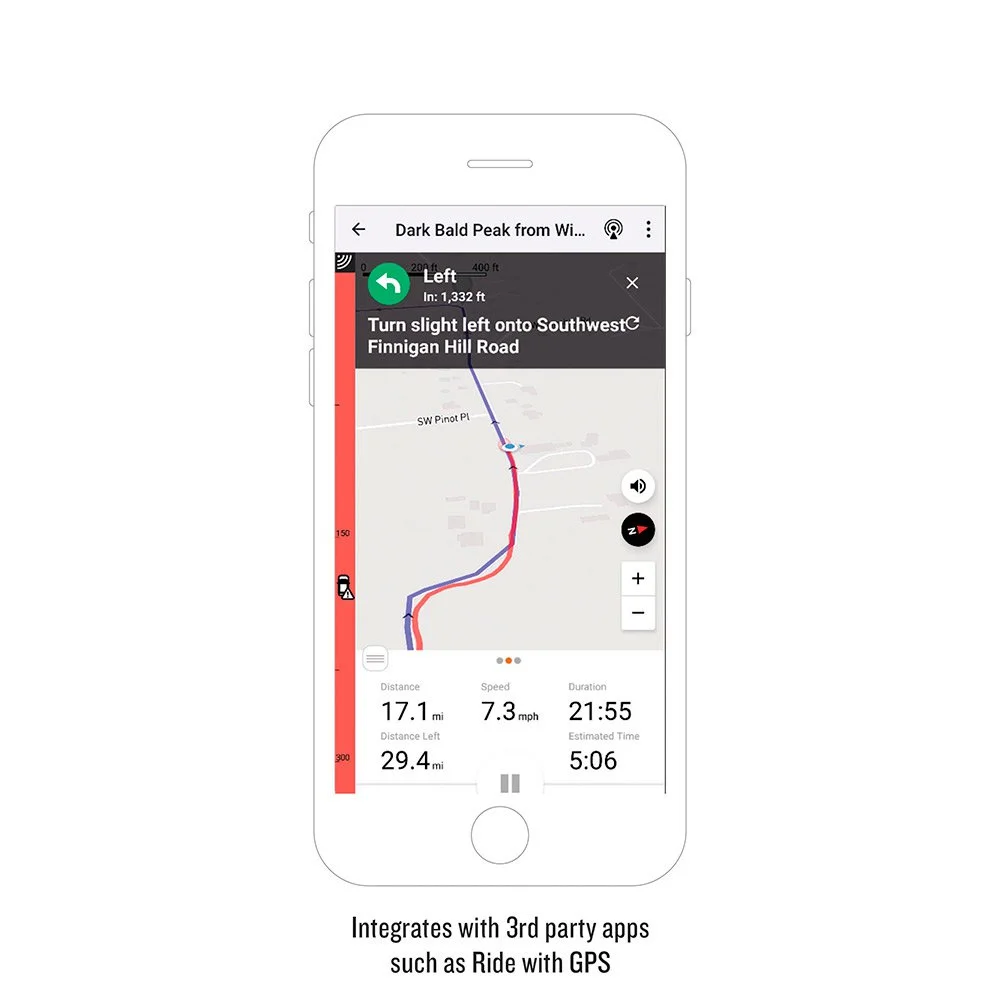 Dark Bald Peak from Wi...
0 200 ft 400 ft
Left
In: 1,332 ft
Turn slight left onto Southwest
Finnigan Hill Road
SW Pinot Pl
N
150
+
−
Distance Speed Duration
17.1 mi 7.3 mph 21:55
Distance Left Estimated Time
29.4 mi 5:06
300
Integrates with 3rd party apps
such as Ride with GPS